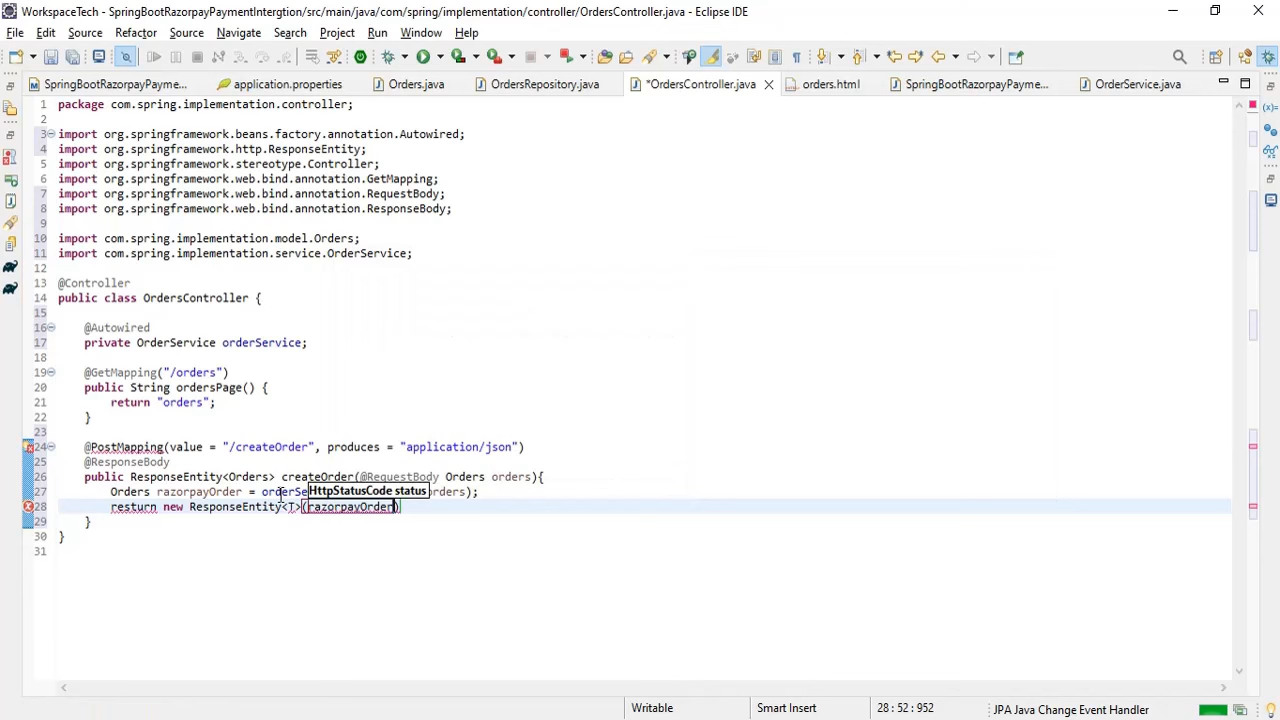 WorkspaceTech - SpringBootRazorpayPaymentIntergtion/src/main/java/com/spring/implementation/controller/OrdersController.java - Eclipse IDE
File Edit Source Refactor Source Navigate Search Project Run Window Help
SpringBootRazorpayPayme... application.properties Orders.java OrdersRepository.java *OrdersController.java orders.html SpringBootRazorpayPayme... OrderService.java
1 package com.spring.implementation.controller;
2
3 import org.springframework.beans.factory.annotation.Autowired;
4 import org.springframework.http.ResponseEntity;
5 import org.springframework.stereotype.Controller;
6 import org.springframework.web.bind.annotation.GetMapping;
7 import org.springframework.web.bind.annotation.RequestBody;
8 import org.springframework.web.bind.annotation.ResponseBody;
9
10 import com.spring.implementation.model.Orders;
11 import com.spring.implementation.service.OrderService;
12
13 @Controller
14 public class OrdersController {
15
16 @Autowired
17 private OrderService orderService;
18
19 @GetMapping("/orders")
20 public String ordersPage() {
21 return "orders";
22 }
23
24 @PostMapping(value = "/createOrder", produces = "application/json")
25 @ResponseBody
26 public ResponseEntity<Orders> createOrder(@RequestBody Orders orders){
27 Orders razorpayOrder = orderSe HttpStatusCode status orders);
28 resturn new ResponseEntity<T>(razorpayOrder)
29 }
30 }
31
Writable Smart Insert 28 : 52 : 952 JPA Java Change Event Handler